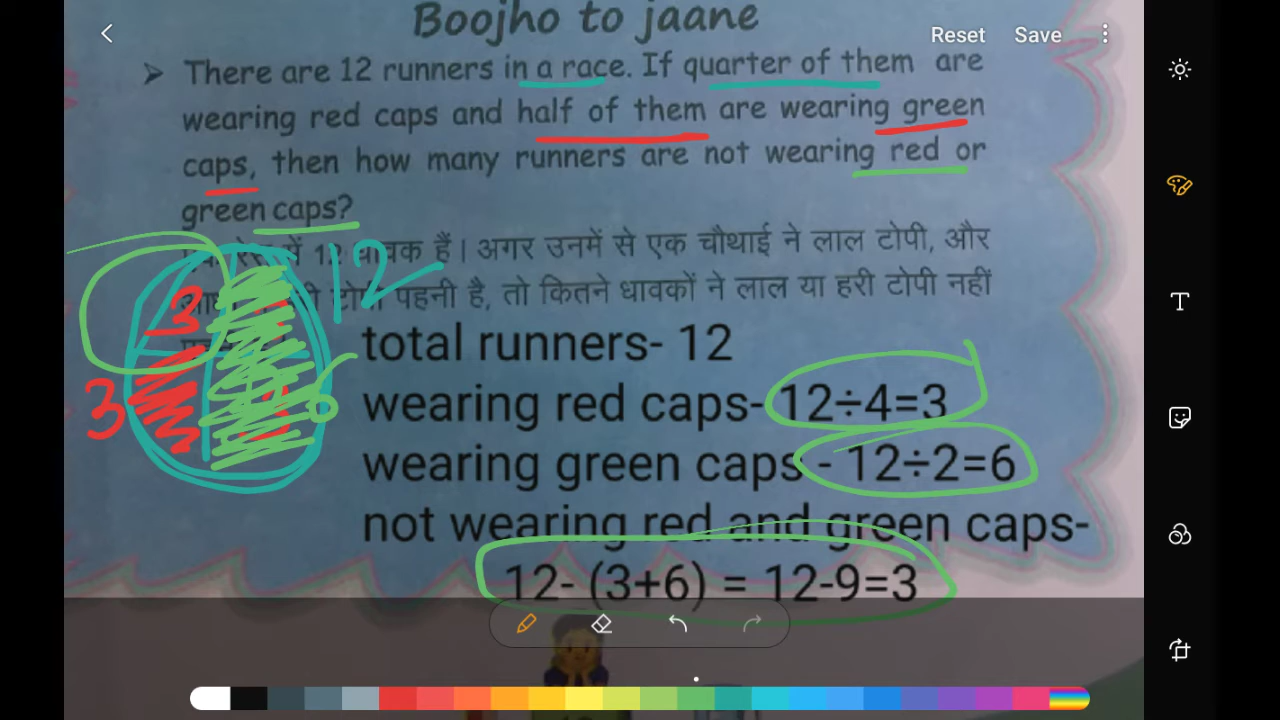 Boojho to jaane
Reset Save
➤ There are 12 runners in a race. If quarter of them are
wearing red caps and half of them are wearing green
caps, then how many runners are not wearing red or
green caps?
में 12 धावक हैं। अगर उनमें से एक चौथाई ने लाल टोपी, और
पहनी है, तो कितने धावकों ने लाल या हरी टोपी नहीं
12
3
3
6
total runners- 12
wearing red caps- 12÷4=3
wearing green caps - 12÷2=6
not wearing red and green caps-
12- (3+6) = 12-9=3
T